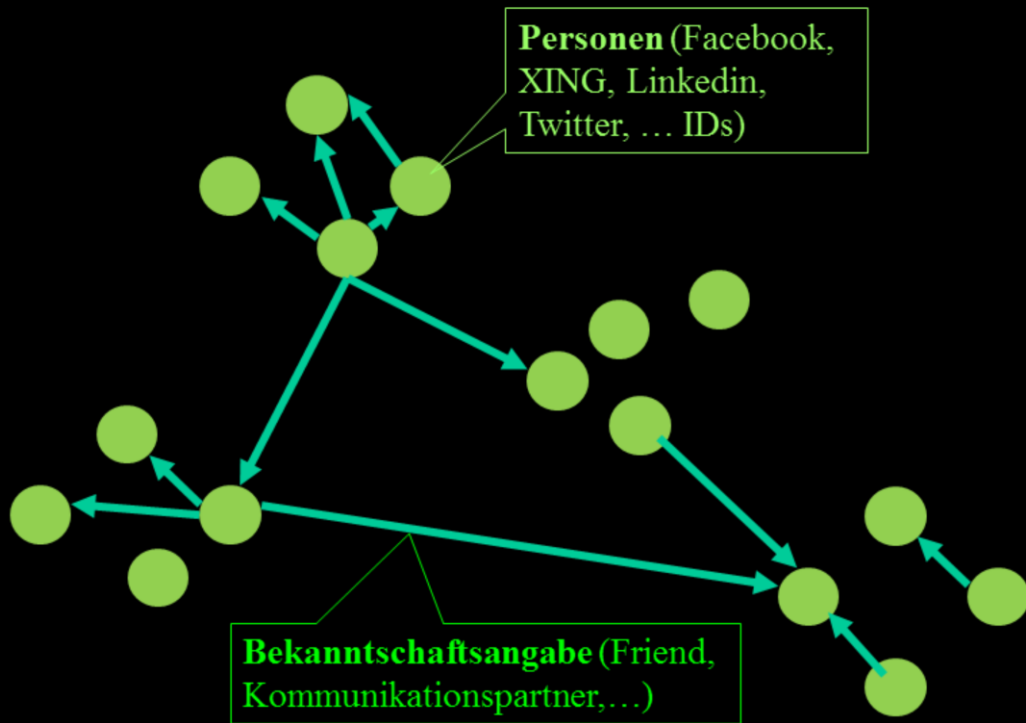 Personen (Facebook,
XING, Linkedin,
Twitter, … IDs)
Bekanntschaftsangabe (Friend,
Kommunikationspartner,…)